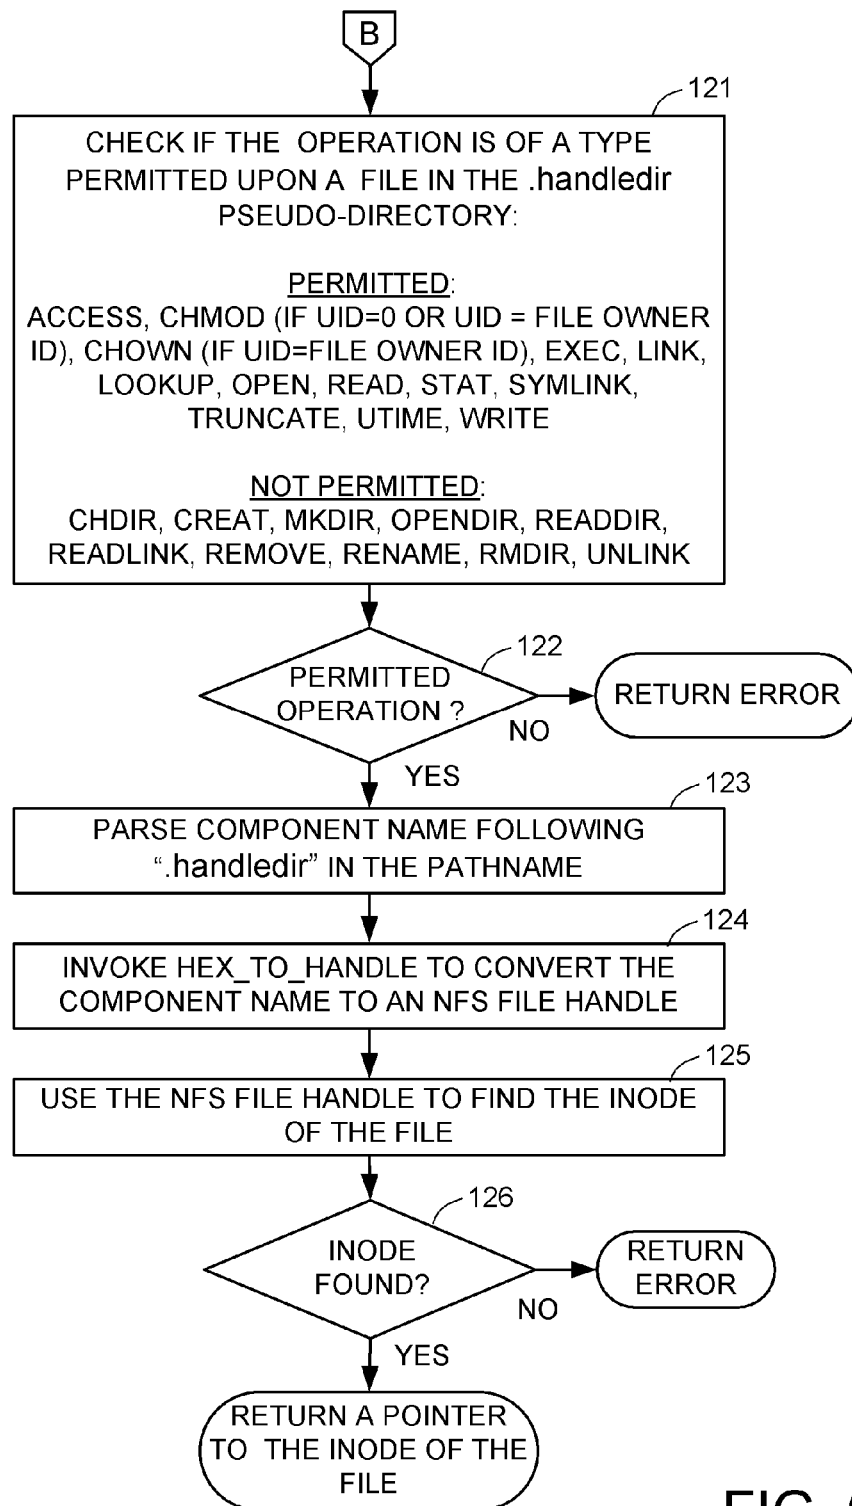 B
121
CHECK IF THE OPERATION IS OF A TYPE
PERMITTED UPON A FILE IN THE .handledir
PSEUDO-DIRECTORY:
PERMITTED:
ACCESS, CHMOD (IF UID=0 OR UID = FILE OWNER
ID), CHOWN (IF UID=FILE OWNER ID), EXEC, LINK,
LOOKUP, OPEN, READ, STAT, SYMLINK,
TRUNCATE, UTIME, WRITE
NOT PERMITTED:
CHDIR, CREAT, MKDIR, OPENDIR, READDIR,
READLINK, REMOVE, RENAME, RMDIR, UNLINK
122
PERMITTED
OPERATION ?
NO
RETURN ERROR
YES
123
PARSE COMPONENT NAME FOLLOWING
“.handledir” IN THE PATHNAME
124
INVOKE HEX_TO_HANDLE TO CONVERT THE
COMPONENT NAME TO AN NFS FILE HANDLE
125
USE THE NFS FILE HANDLE TO FIND THE INODE
OF THE FILE
126
INODE
FOUND?
NO
RETURN
ERROR
YES
RETURN A POINTER
TO THE INODE OF THE
FILE
FIG.